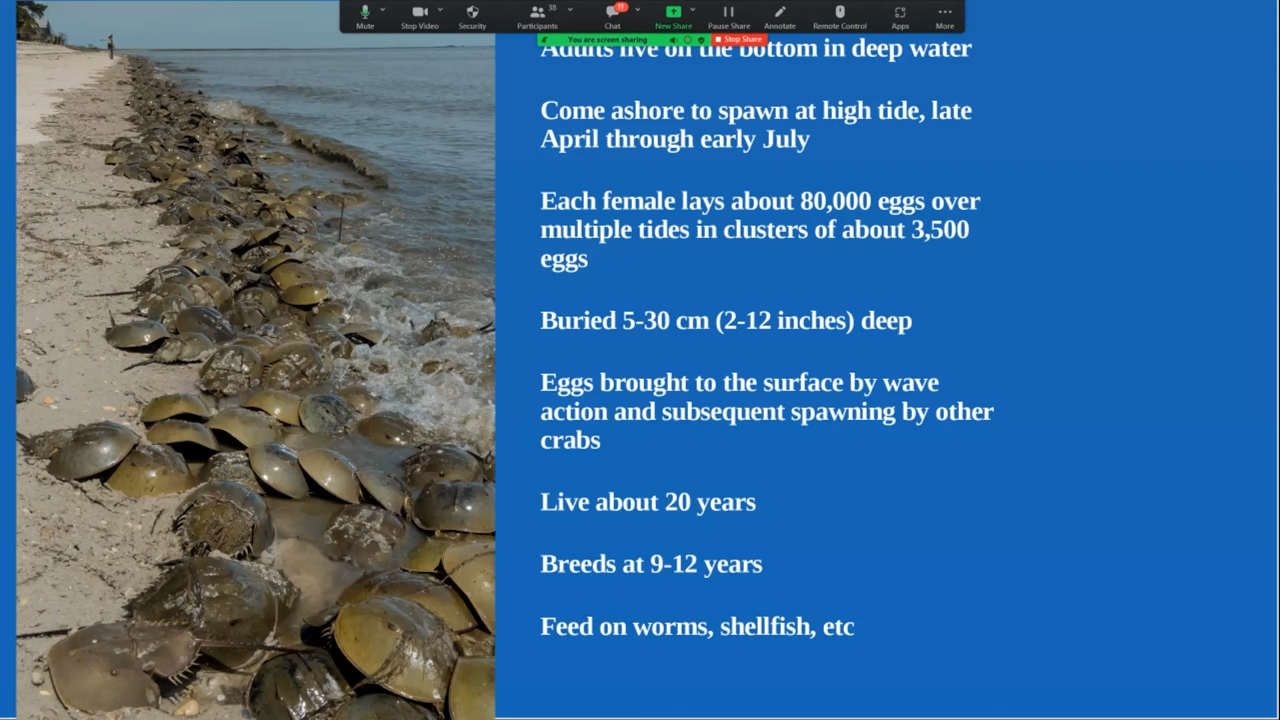 Mute
Stop Video
Security
38
Participants
11
Chat
New Share
Pause Share
Annotate
Remote Control
Apps
More
You are screen sharing
Stop Share
Adults live on the bottom in deep water
Come ashore to spawn at high tide, late
April through early July
Each female lays about 80,000 eggs over
multiple tides in clusters of about 3,500
eggs
Buried 5-30 cm (2-12 inches) deep
Eggs brought to the surface by wave
action and subsequent spawning by other
crabs
Live about 20 years
Breeds at 9-12 years
Feed on worms, shellfish, etc